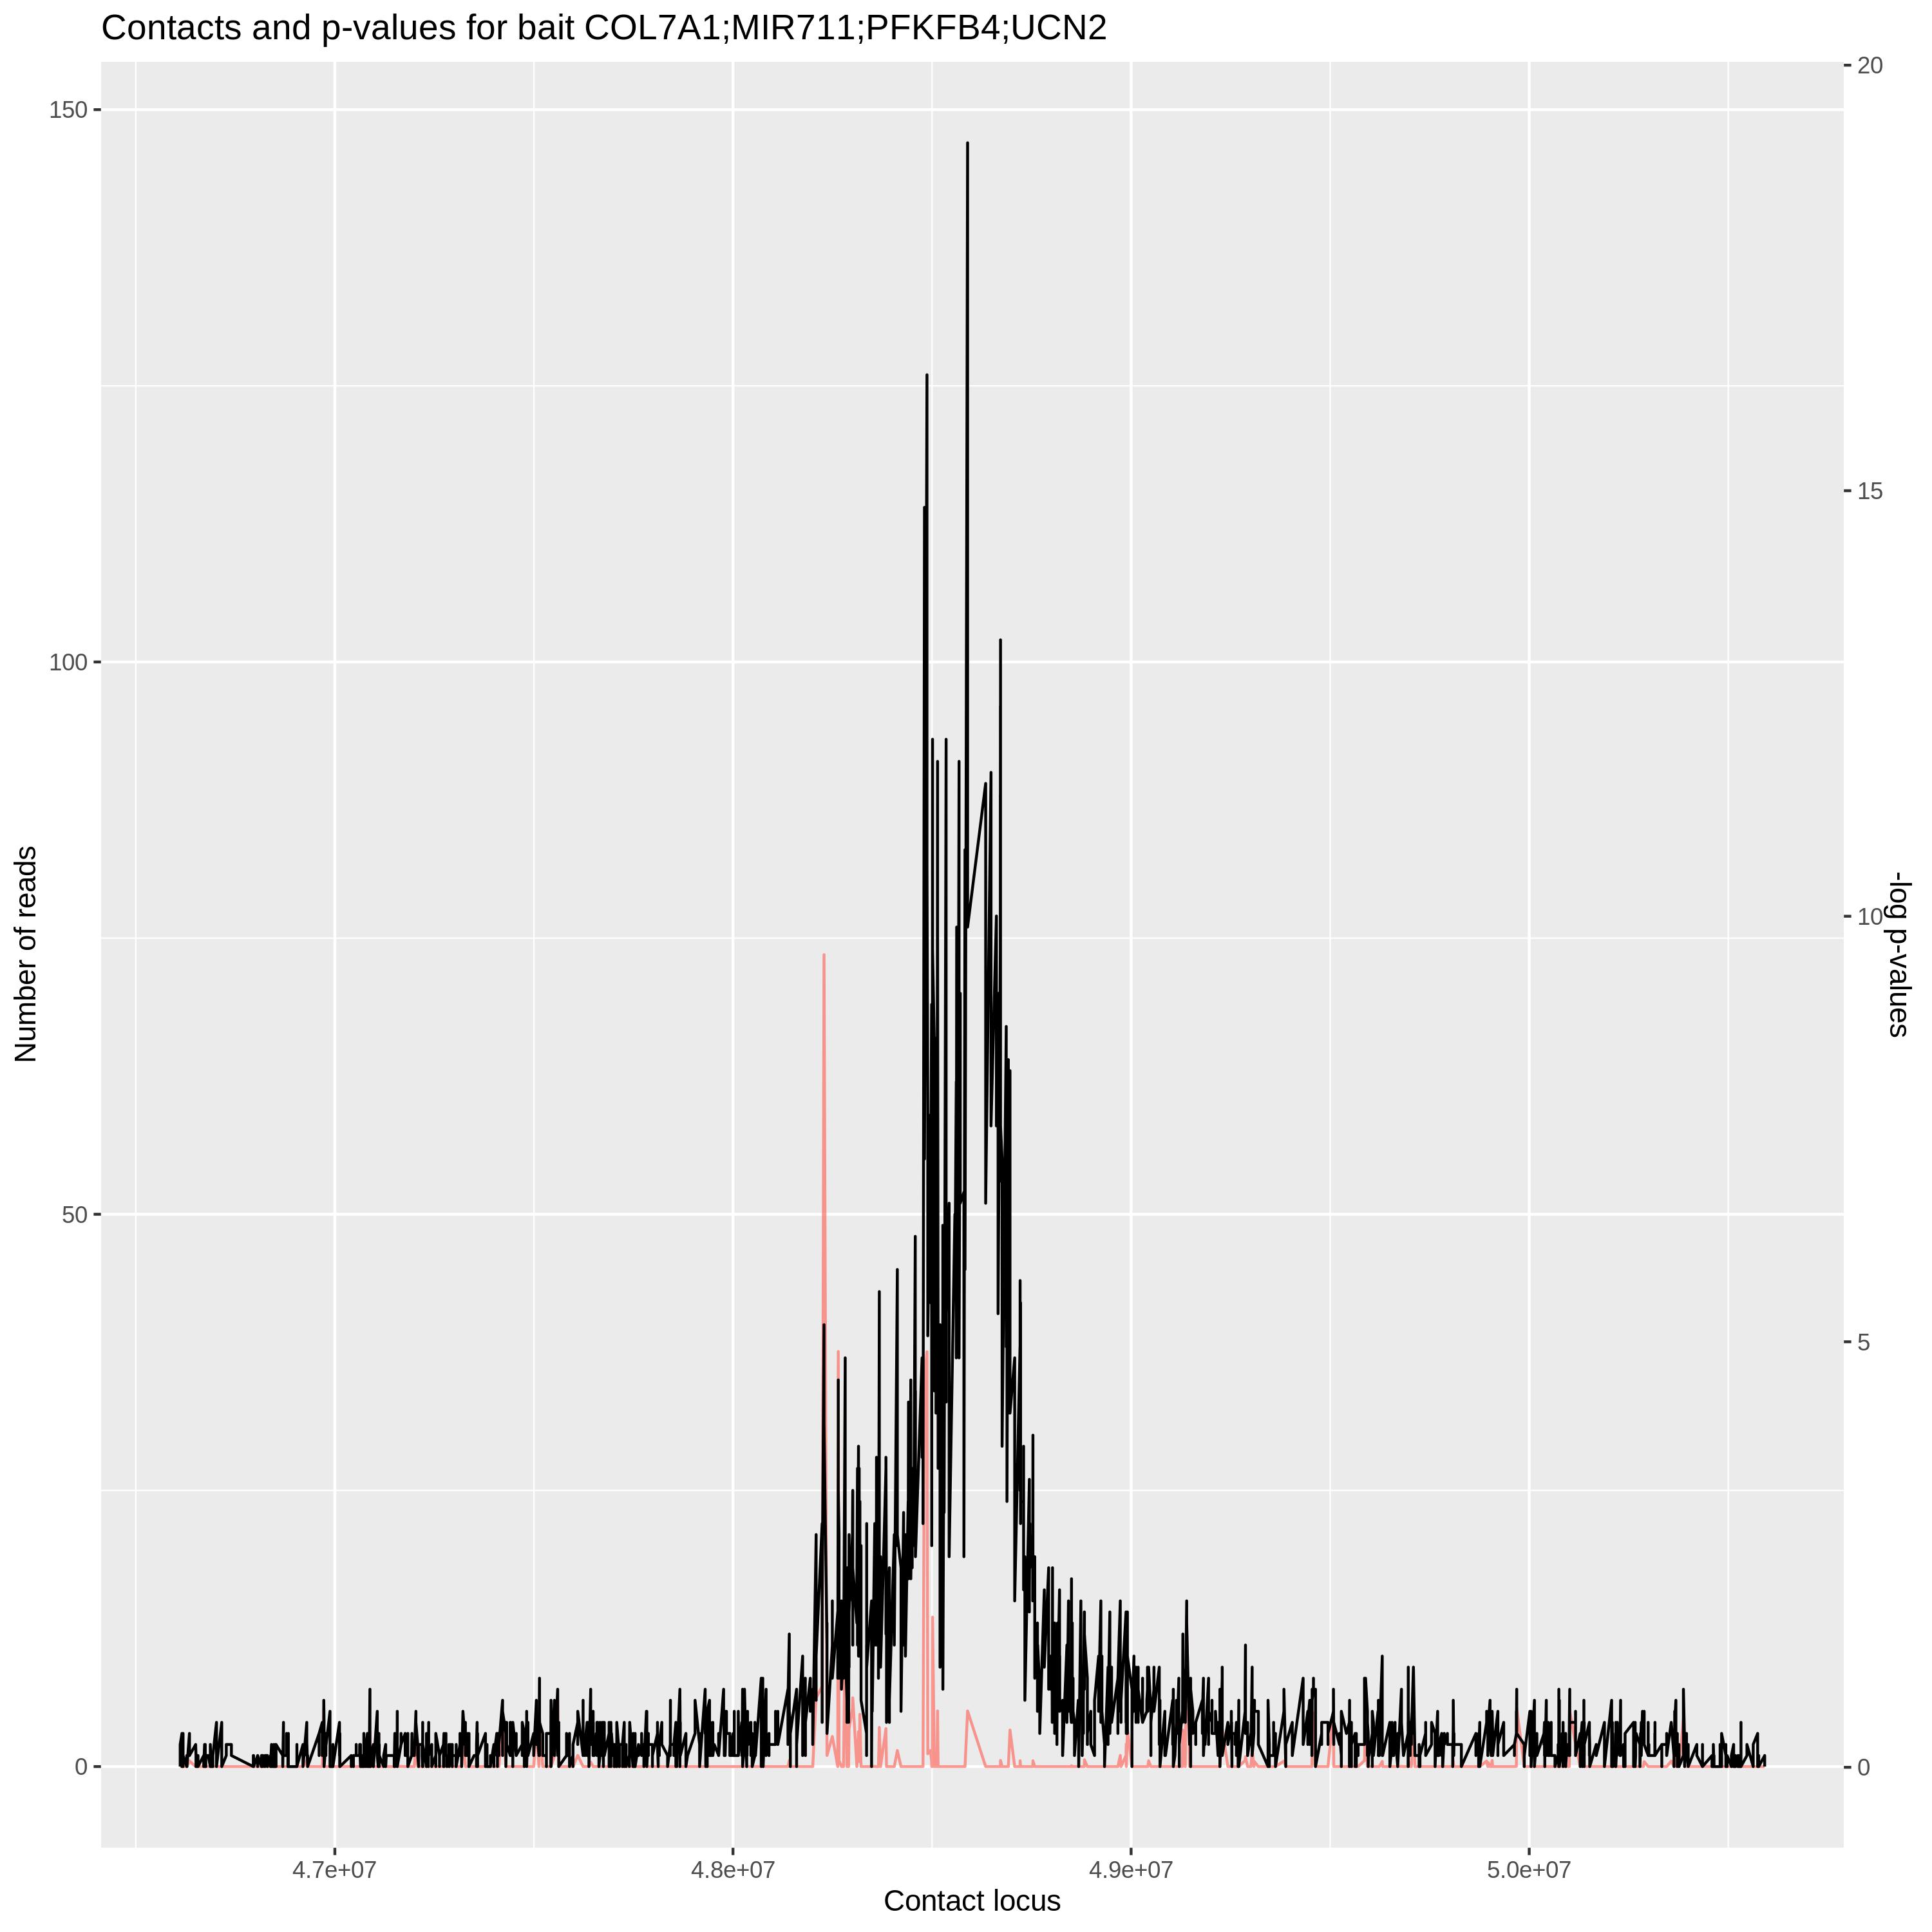 Contacts and p-values for bait COL7A1;MIR711;PFKFB4;UCN2
150
100
50
0
Number of reads
20
15
10
5
0
-log p-values
4.7e+07 4.8e+07 4.9e+07 5.0e+07
Contact locus